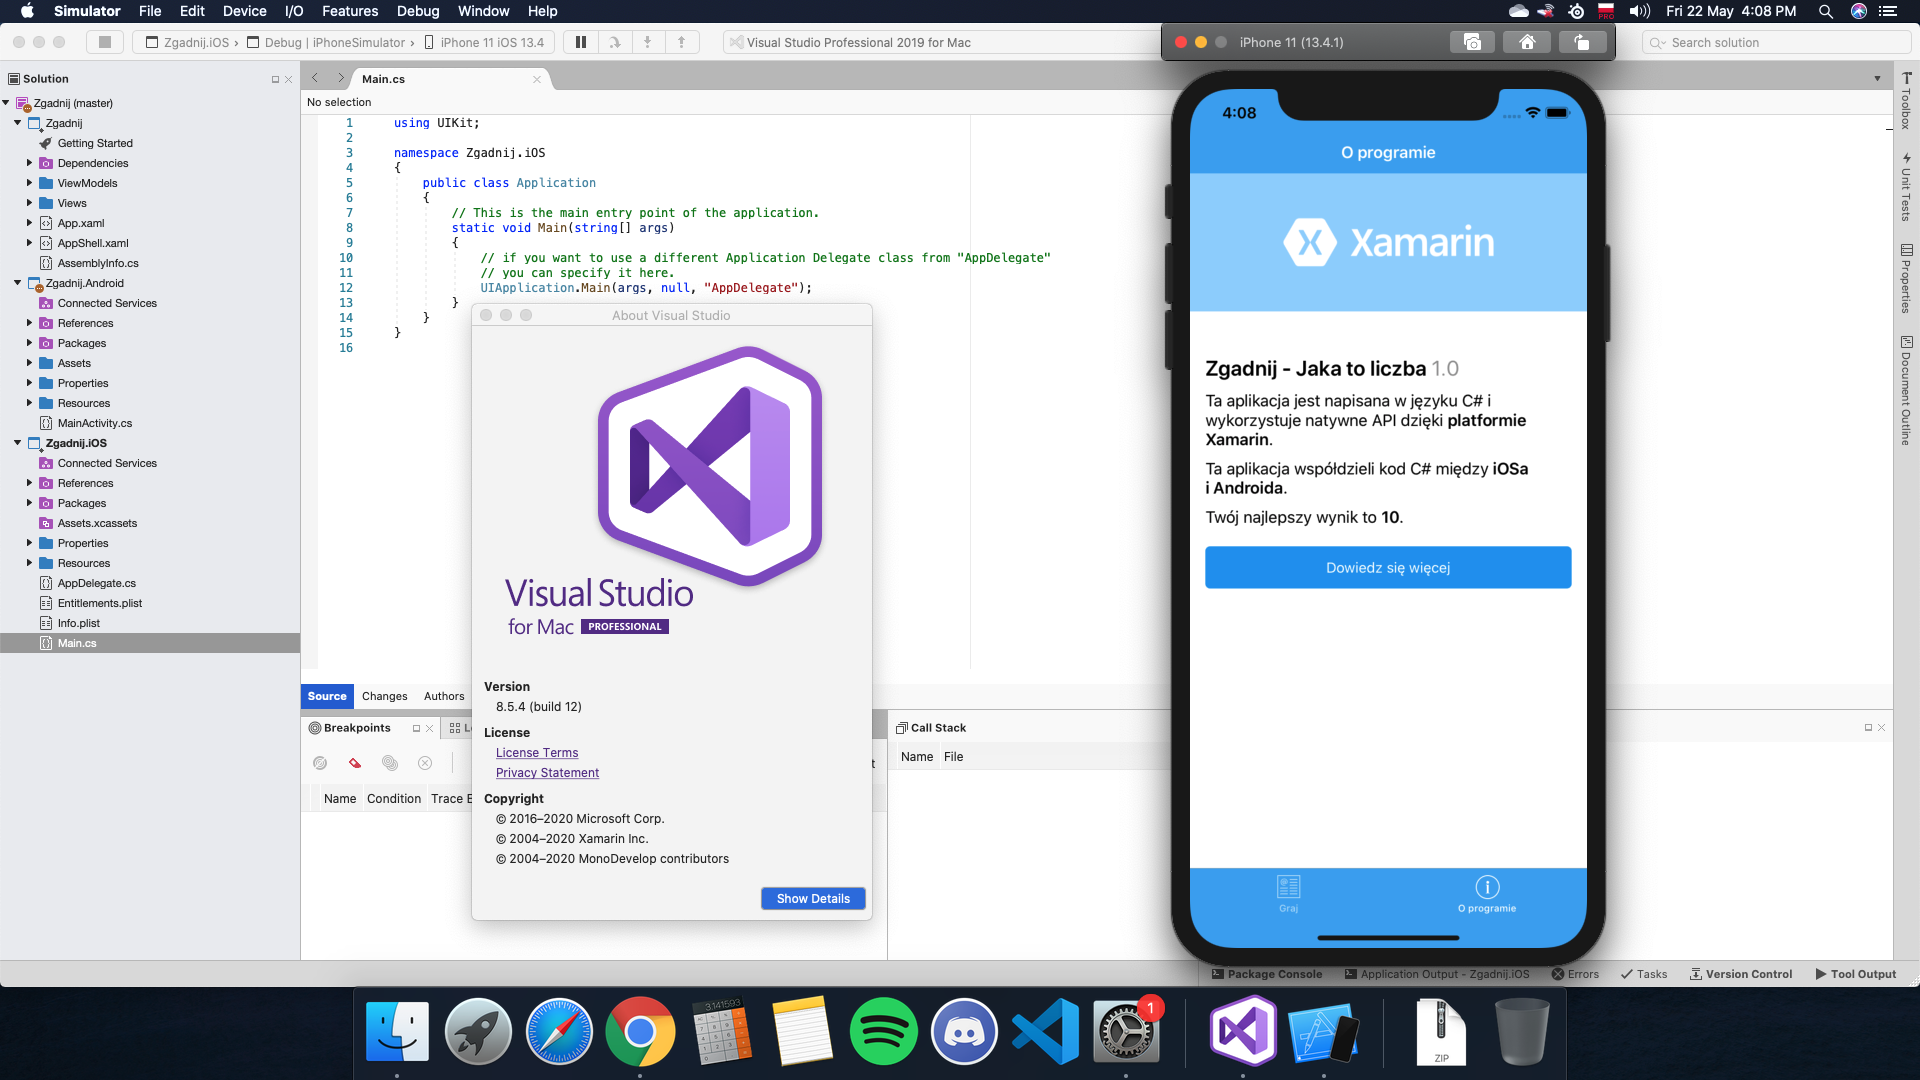 Simulator File Edit Device I/O Features Debug Window Help
PRO
Fri 22 May 4:08 PM
Zgadnij.iOS › Debug | iPhoneSimulator › iPhone 11 iOS 13.4
Visual Studio Professional 2019 for Mac
iPhone 11 (13.4.1)
Search solution
Solution
Zgadnij (master)
Zgadnij
Getting Started
Dependencies
ViewModels
Views
App.xaml
AppShell.xaml
AssemblyInfo.cs
Zgadnij.Android
Connected Services
References
Packages
Assets
Properties
Resources
MainActivity.cs
Zgadnij.iOS
Connected Services
References
Packages
Assets.xcassets
Properties
Resources
AppDelegate.cs
Entitlements.plist
Info.plist
Main.cs
Main.cs
No selection
1 using UIKit;
2
3 namespace Zgadnij.iOS
4 {
5 public class Application
6 {
7 // This is the main entry point of the application.
8 static void Main(string[] args)
9 {
10 // if you want to use a different Application Delegate class from "AppDelegate"
11 // you can specify it here.
12 UIApplication.Main(args, null, "AppDelegate");
13 }
14 }
15 }
16
Source Changes Authors
Breakpoints
Name Condition Trace E
Call Stack
Name File
About Visual Studio
Visual Studio
for Mac PROFESSIONAL
Version
8.5.4 (build 12)
License
License Terms
Privacy Statement
Copyright
© 2016–2020 Microsoft Corp.
© 2004–2020 Xamarin Inc.
© 2004–2020 MonoDevelop contributors
Show Details
4:08
O programie
Xamarin
Zgadnij - Jaka to liczba 1.0
Ta aplikacja jest napisana w języku C# i
wykorzystuje natywne API dzięki platformie
Xamarin.
Ta aplikacja współdzieli kod C# między iOSa
i Androida.
Twój najlepszy wynik to 10.
Dowiedz się więcej
Graj
O programie
Toolbox
Unit Tests
Properties
Document Outline
Package Console Application Output - Zgadnij.iOS Errors Tasks Version Control Tool Output
3.141593
1
ZIP